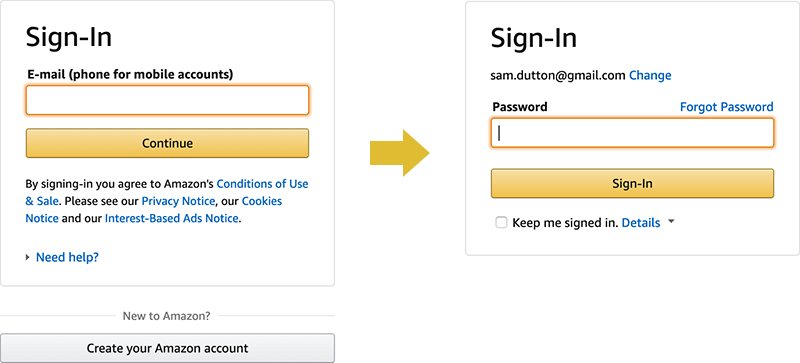 Sign-In
E-mail (phone for mobile accounts)
Continue
By signing-in you agree to Amazon's Conditions of Use
& Sale. Please see our Privacy Notice, our Cookies
Notice and our Interest-Based Ads Notice.
Need help?
New to Amazon?
Create your Amazon account
Sign-In
sam.dutton@gmail.com Change
Password Forgot Password
Sign-In
Keep me signed in. Details